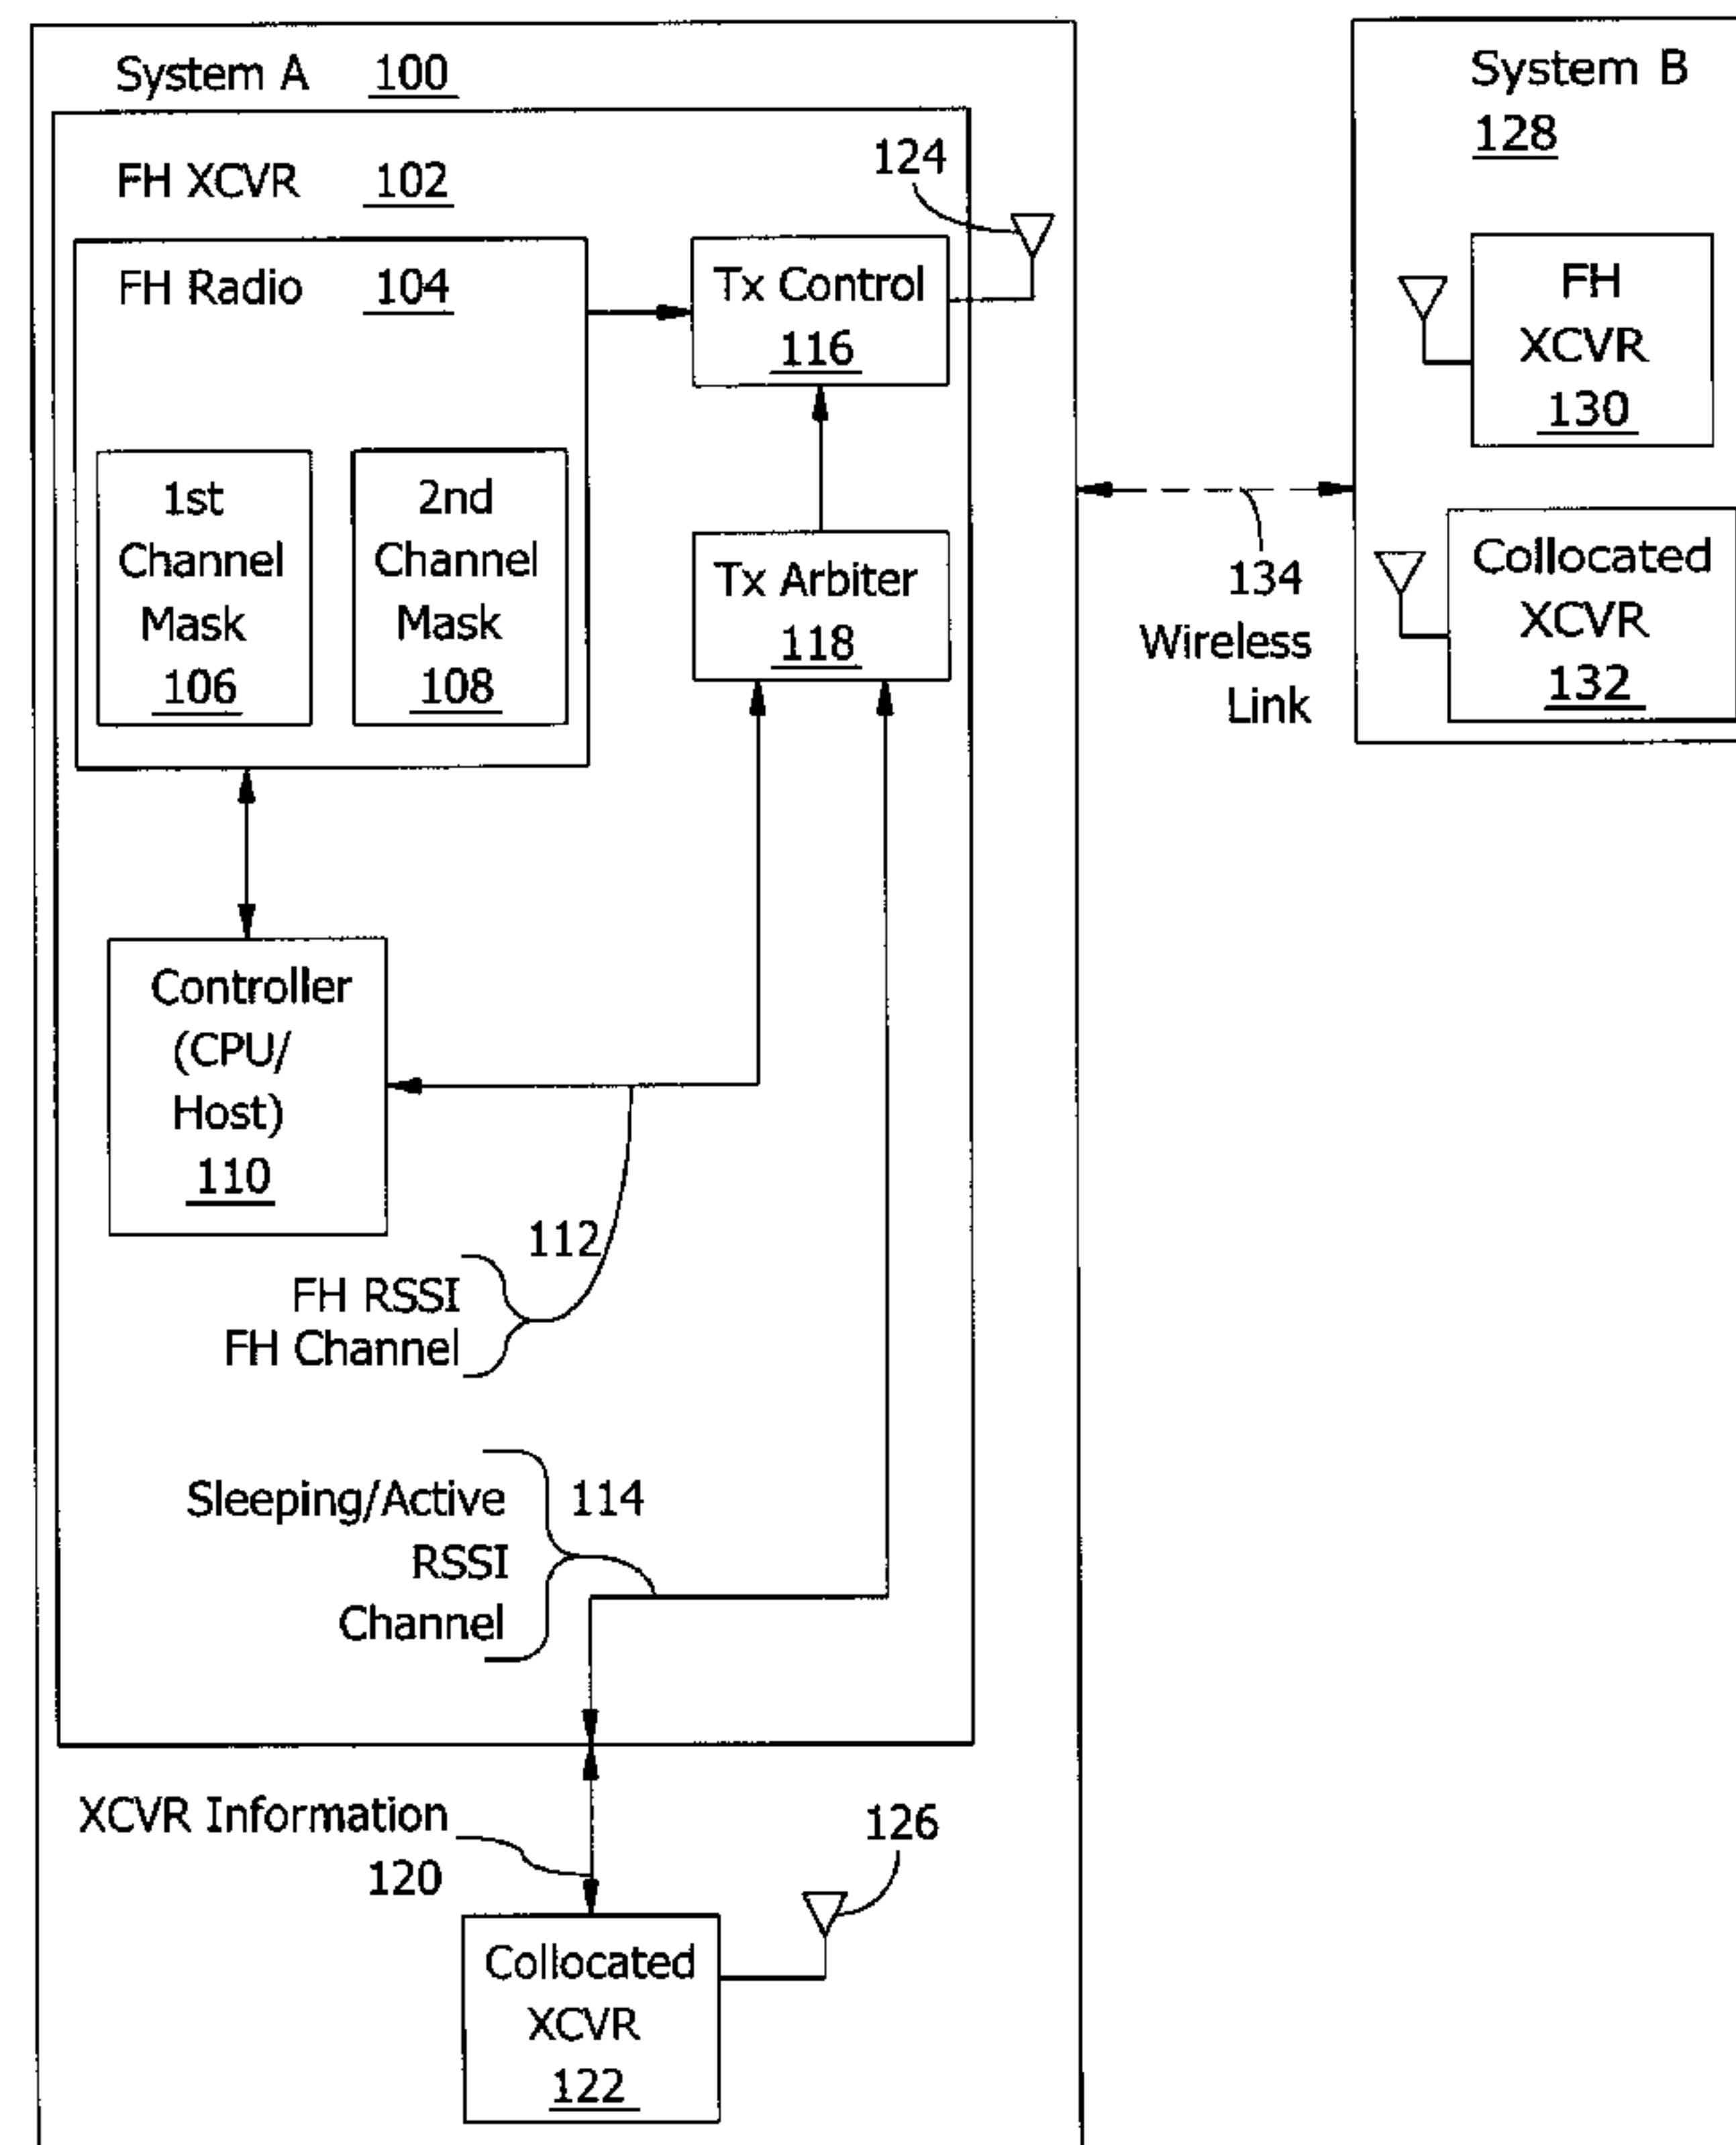 System A 100
FH XCVR 102
FH Radio 104
1st
Channel
Mask
106
2nd
Channel
Mask
108
Tx Control
116
124
Tx Arbiter
118
Controller
(CPU/
Host)
110
112
FH RSSI
FH Channel
Sleeping/Active
RSSI
Channel
114
XCVR Information
120
Collocated
XCVR
122
126
134
Wireless
Link
System B
128
FH
XCVR
130
Collocated
XCVR
132